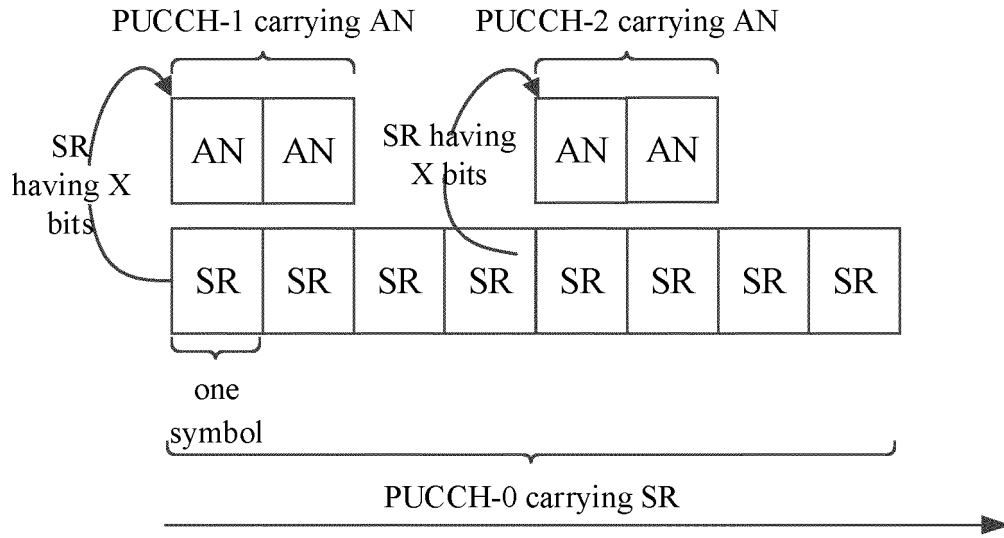 PUCCH-1 carrying AN
PUCCH-2 carrying AN
AN AN
AN AN
SR
having X
bits
SR having
X bits
SR SR SR SR SR SR SR SR
one
symbol
PUCCH-0 carrying SR